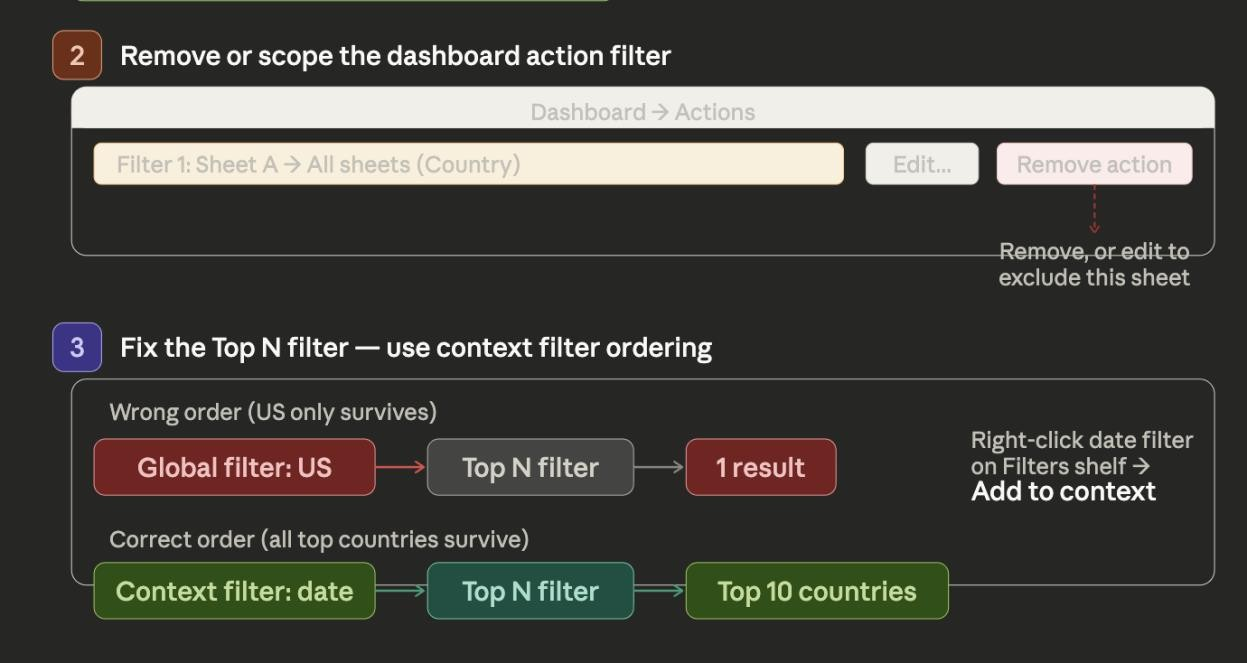 2 Remove or scope the dashboard action filter
Dashboard → Actions
Filter 1: Sheet A → All sheets (Country) Edit... Remove action
Remove, or edit to
exclude this sheet
3 Fix the Top N filter — use context filter ordering
Wrong order (US only survives)
Global filter: US → Top N filter → 1 result
Right-click date filter
on Filters shelf →
Add to context
Correct order (all top countries survive)
Context filter: date → Top N filter → Top 10 countries